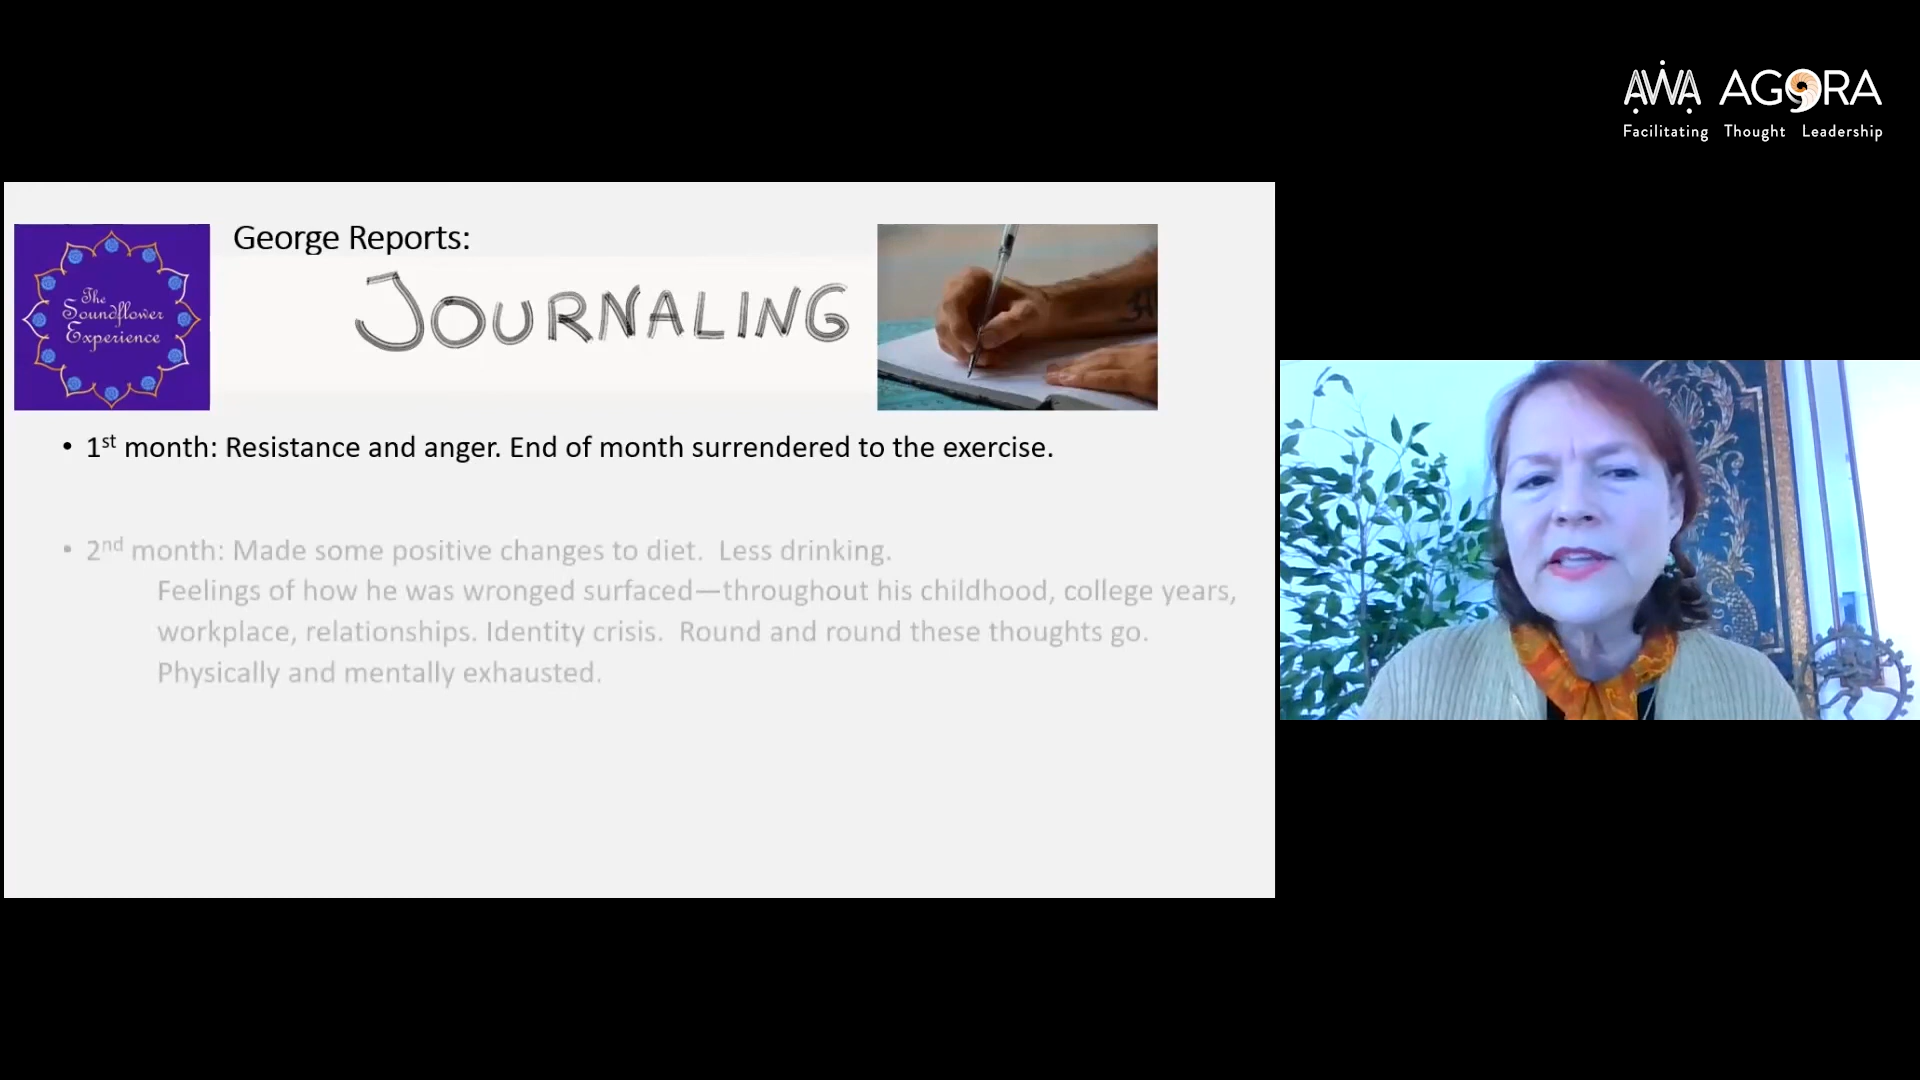 AWA AGORA
Facilitating Thought Leadership
George Reports:
JOURNALING
The
Soundflower
Experience
• 1st month: Resistance and anger. End of month surrendered to the exercise.
• 2nd month: Made some positive changes to diet. Less drinking.
Feelings of how he was wronged surfaced—throughout his childhood, college years,
workplace, relationships. Identity crisis. Round and round these thoughts go.
Physically and mentally exhausted.